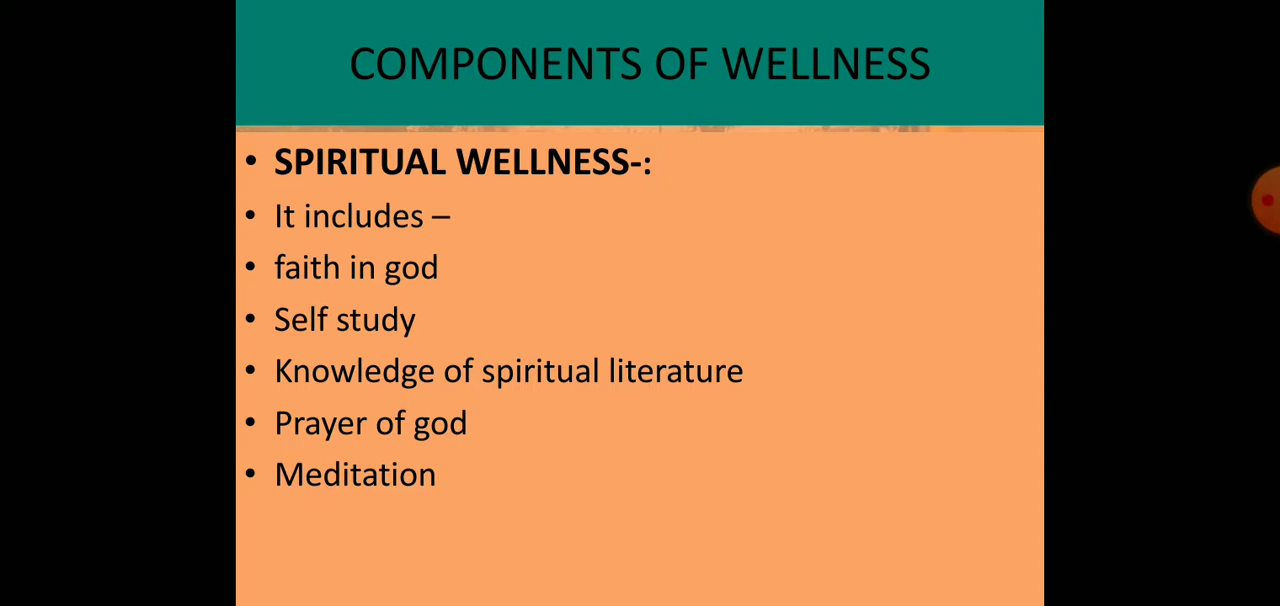 COMPONENTS OF WELLNESS
• SPIRITUAL WELLNESS-:
• It includes –
• faith in god
• Self study
• Knowledge of spiritual literature
• Prayer of god
• Meditation